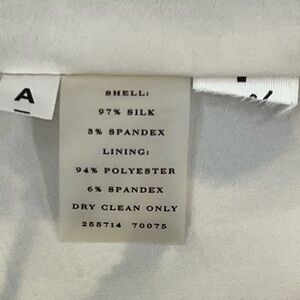 A
SHELL:
97% SILK
3% SPANDEX
LINING:
94% POLYESTER
6% SPANDEX
DRY CLEAN ONLY
255714 70075